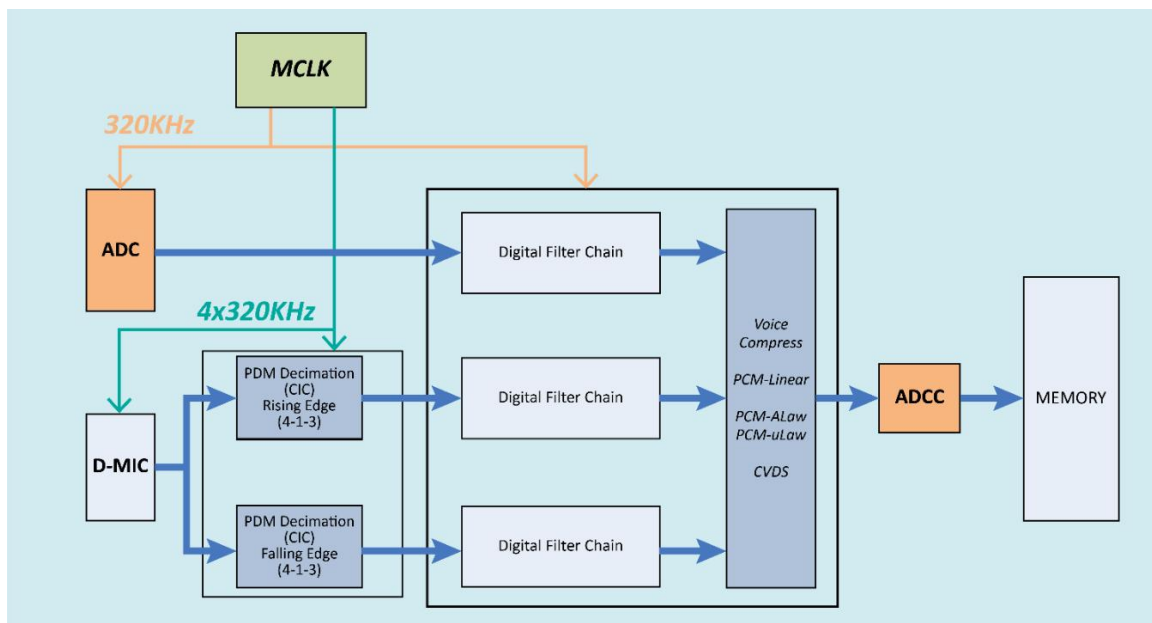 MCLK
320KHz
ADC
Digital Filter Chain
4x320KHz
Voice
Compress
PCM-Linear
PCM-ALaw
PCM-uLaw
CVDS
PDM Decimation
(CIC)
Rising Edge
(4-1-3)
Digital Filter Chain
ADCC
MEMORY
D-MIC
PDM Decimation
(CIC)
Falling Edge
(4-1-3)
Digital Filter Chain